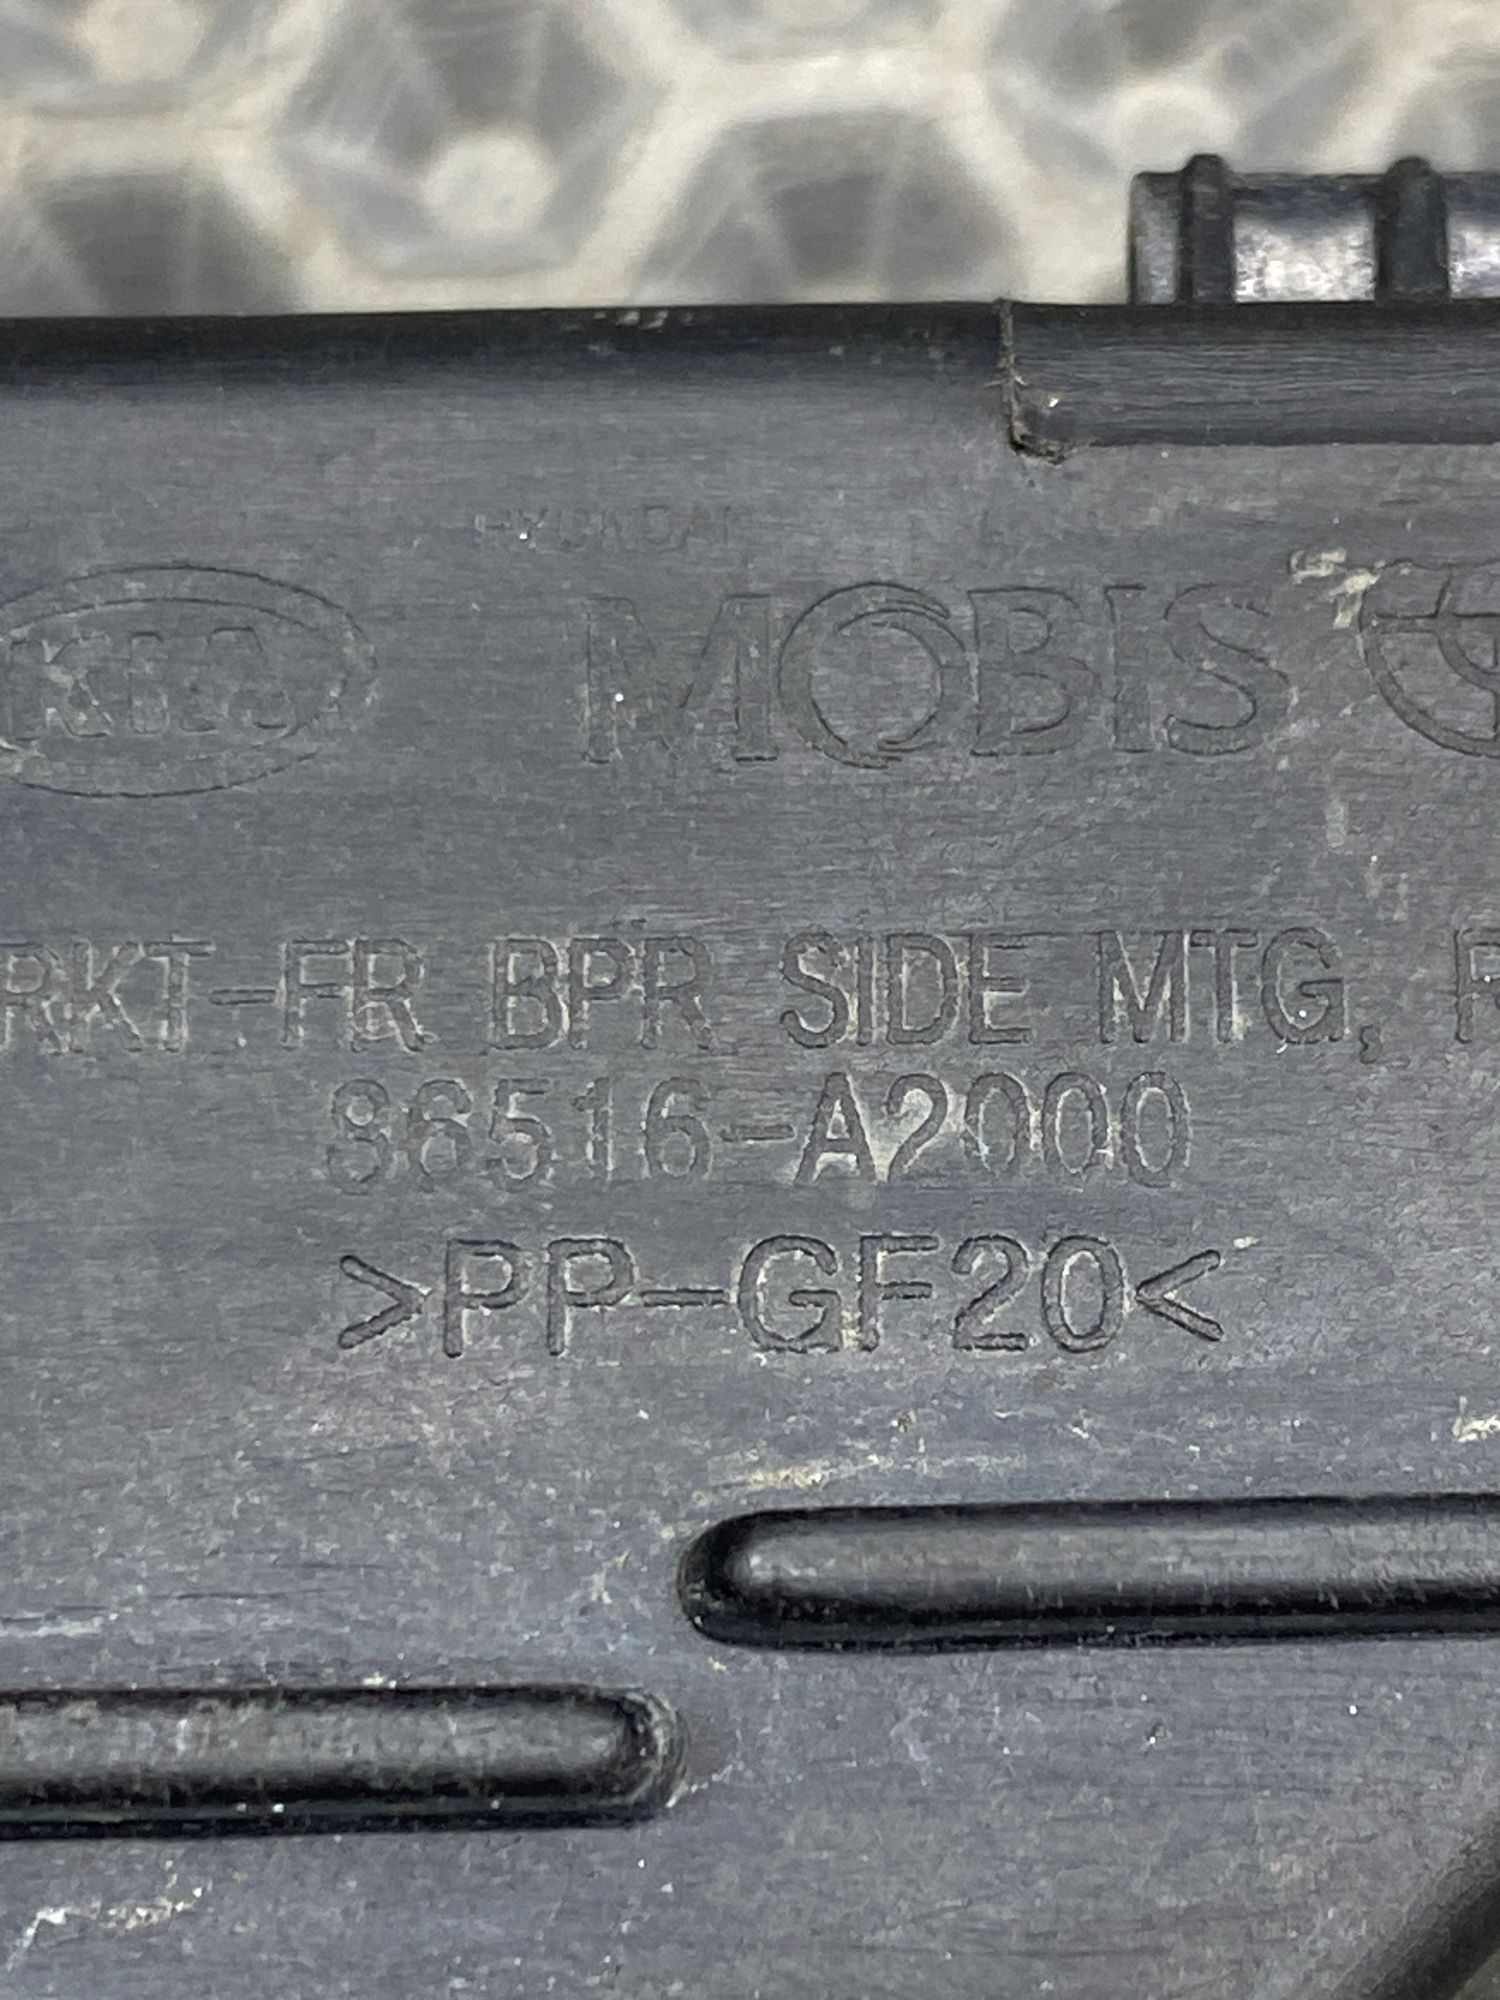 HYUNDAI
KIA MOBIS
RKT-FR BPR SIDE MTG, R
86516-A2000
>PP-GF20<